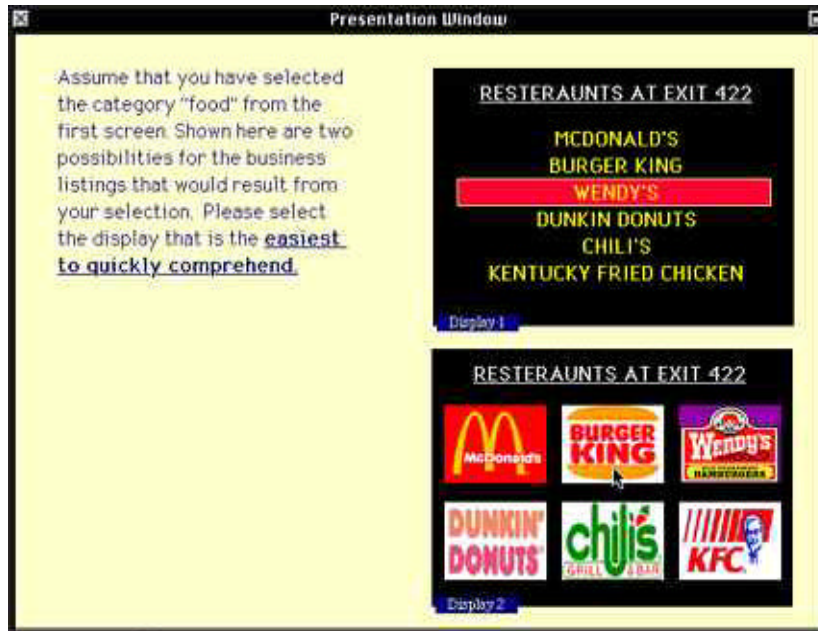 Presentation Window
Assume that you have selected
the category "food" from the
first screen. Shown here are two
possibilities for the business
listings that would result from
your selection. Please select
the display that is the easiest
to quickly comprehend.
RESTERAUNTS AT EXIT 422
MCDONALD'S
BURGER KING
WENDY'S
DUNKIN DONUTS
CHILI'S
KENTUCKY FRIED CHICKEN
Display 1
RESTERAUNTS AT EXIT 422
McDonald's
BURGER
KING
WENDY'S
HAMBURGERS
DUNKIN'
DONUTS
chili's
GRILL & BAR
KFC
Display 2